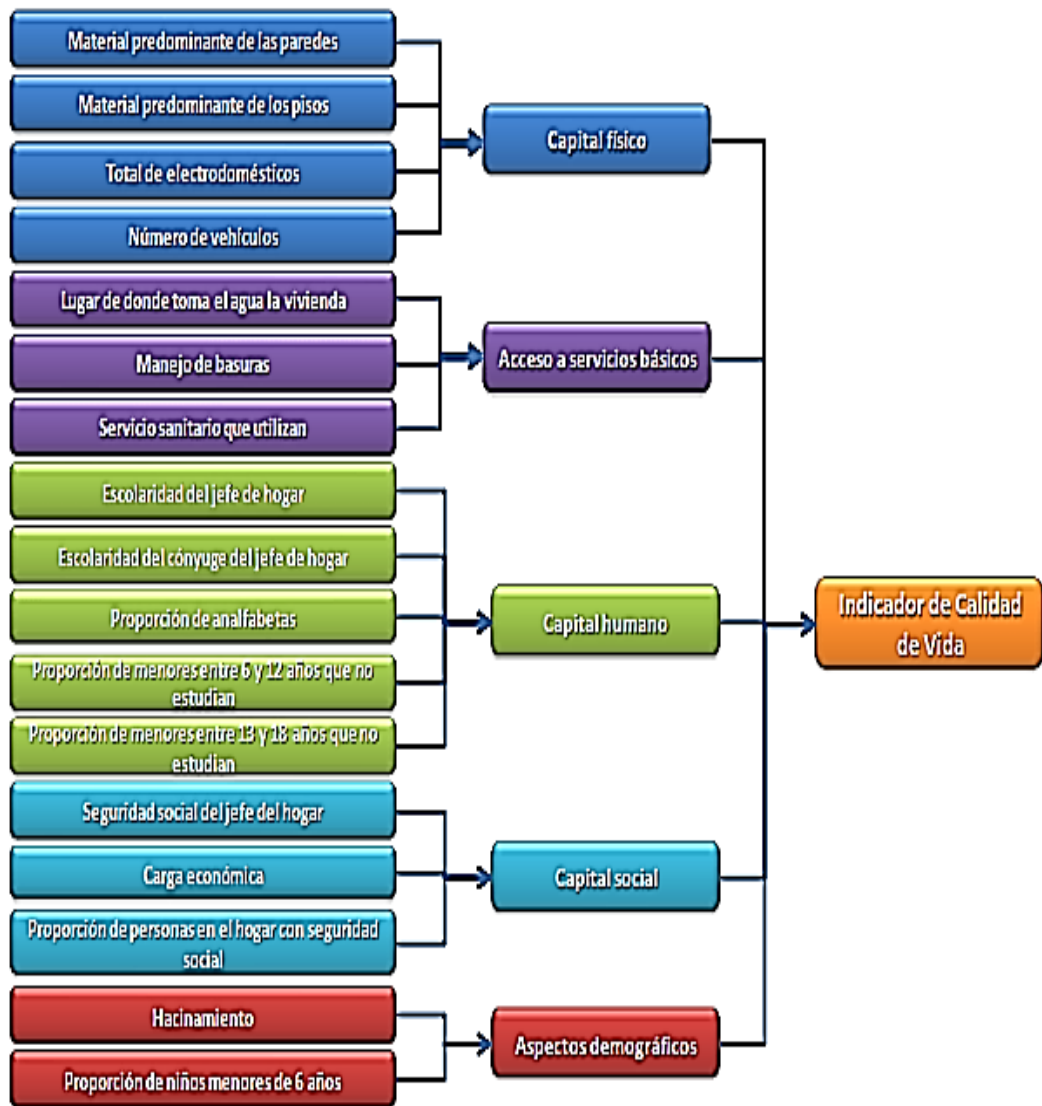 Material predominante de las paredes
Material predominante de los pisos
Total de electrodomésticos
Número de vehículos
Capital físico
Lugar de donde toma el agua la vivienda
Manejo de basuras
Servicio sanitario que utilizan
Acceso a servicios básicos
Escolaridad del jefe de hogar
Escolaridad del cónyuge del jefe de hogar
Proporción de analfabetas
Proporción de menores entre 6 y 12 años que no
estudian
Proporción de menores entre 13 y 18 años que no
estudian
Capital humano
Seguridad social del jefe del hogar
Carga económica
Proporción de personas en el hogar con seguridad
social
Capital social
Hacinamiento
Proporción de niños menores de 6 años
Aspectos demográficos
Indicador de Calidad
de Vida